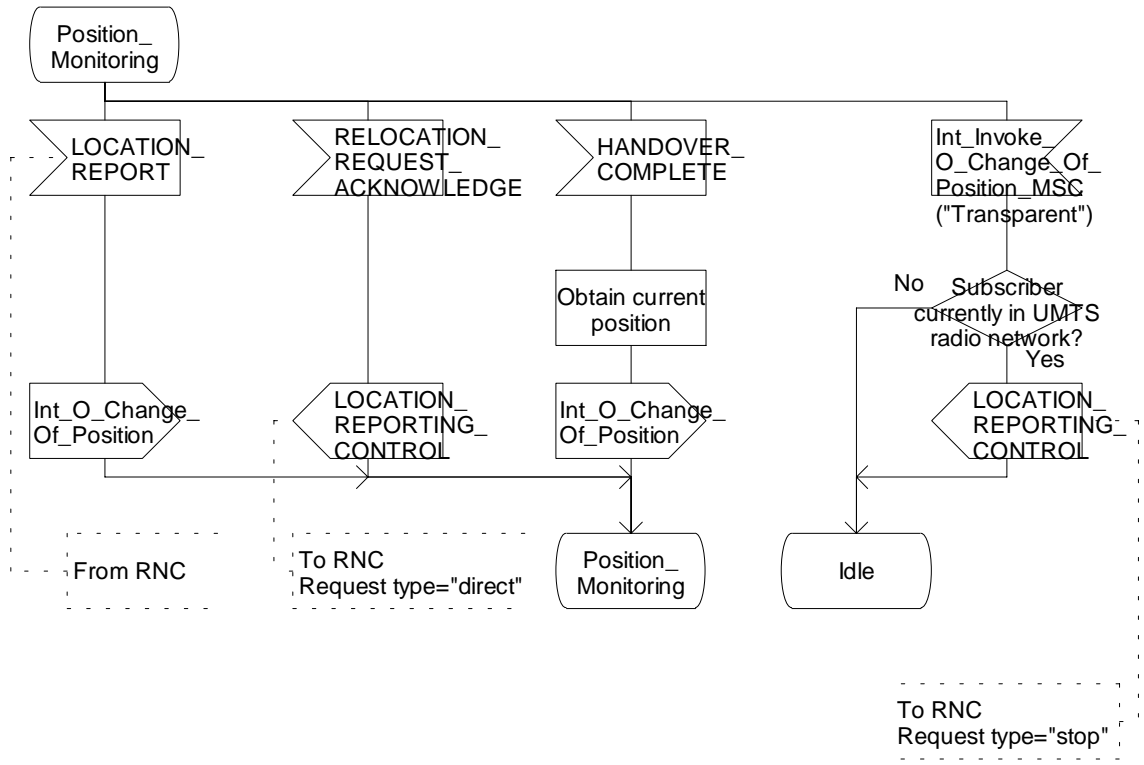 Position_
Monitoring
LOCATION_
REPORT
RELOCATION_
REQUEST_
ACKNOWLEDGE
HANDOVER_
COMPLETE
Int_Invoke_
O_Change_Of_
Position_MSC
("Transparent")
Obtain current
position
No
Subscriber
currently in UMTS
radio network?
Yes
Int_O_Change_
Of_Position
LOCATION_
REPORTING_
CONTROL
Int_O_Change_
Of_Position
LOCATION_
REPORTING_
CONTROL
From RNC
To RNC
Request type="direct"
Position_
Monitoring
Idle
To RNC
Request type="stop"